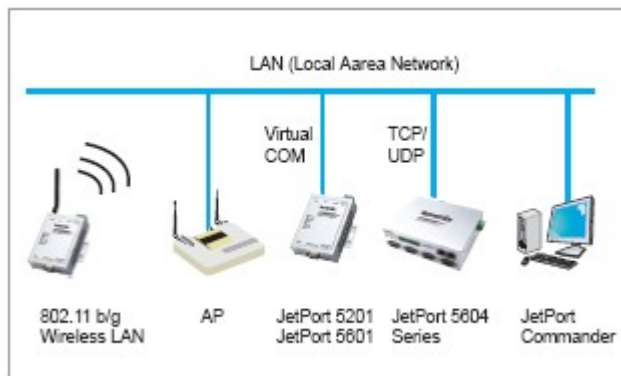 LAN (Local Aarea Network)
Virtual
COM
TCP/
UDP
802.11 b/g
Wireless LAN
AP
JetPort 5201
JetPort 5601
JetPort 5604
Series
JetPort
Commander